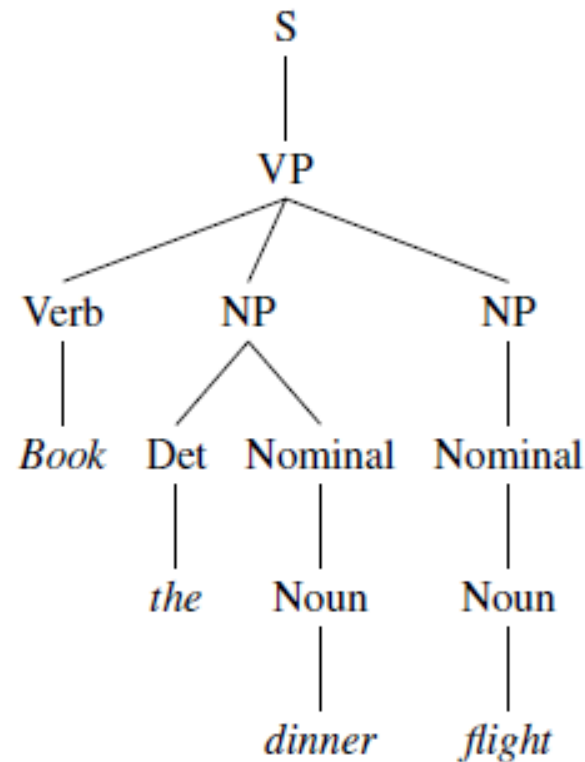 S
VP
Verb NP NP
Book Det Nominal Nominal
the Noun Noun
dinner flight